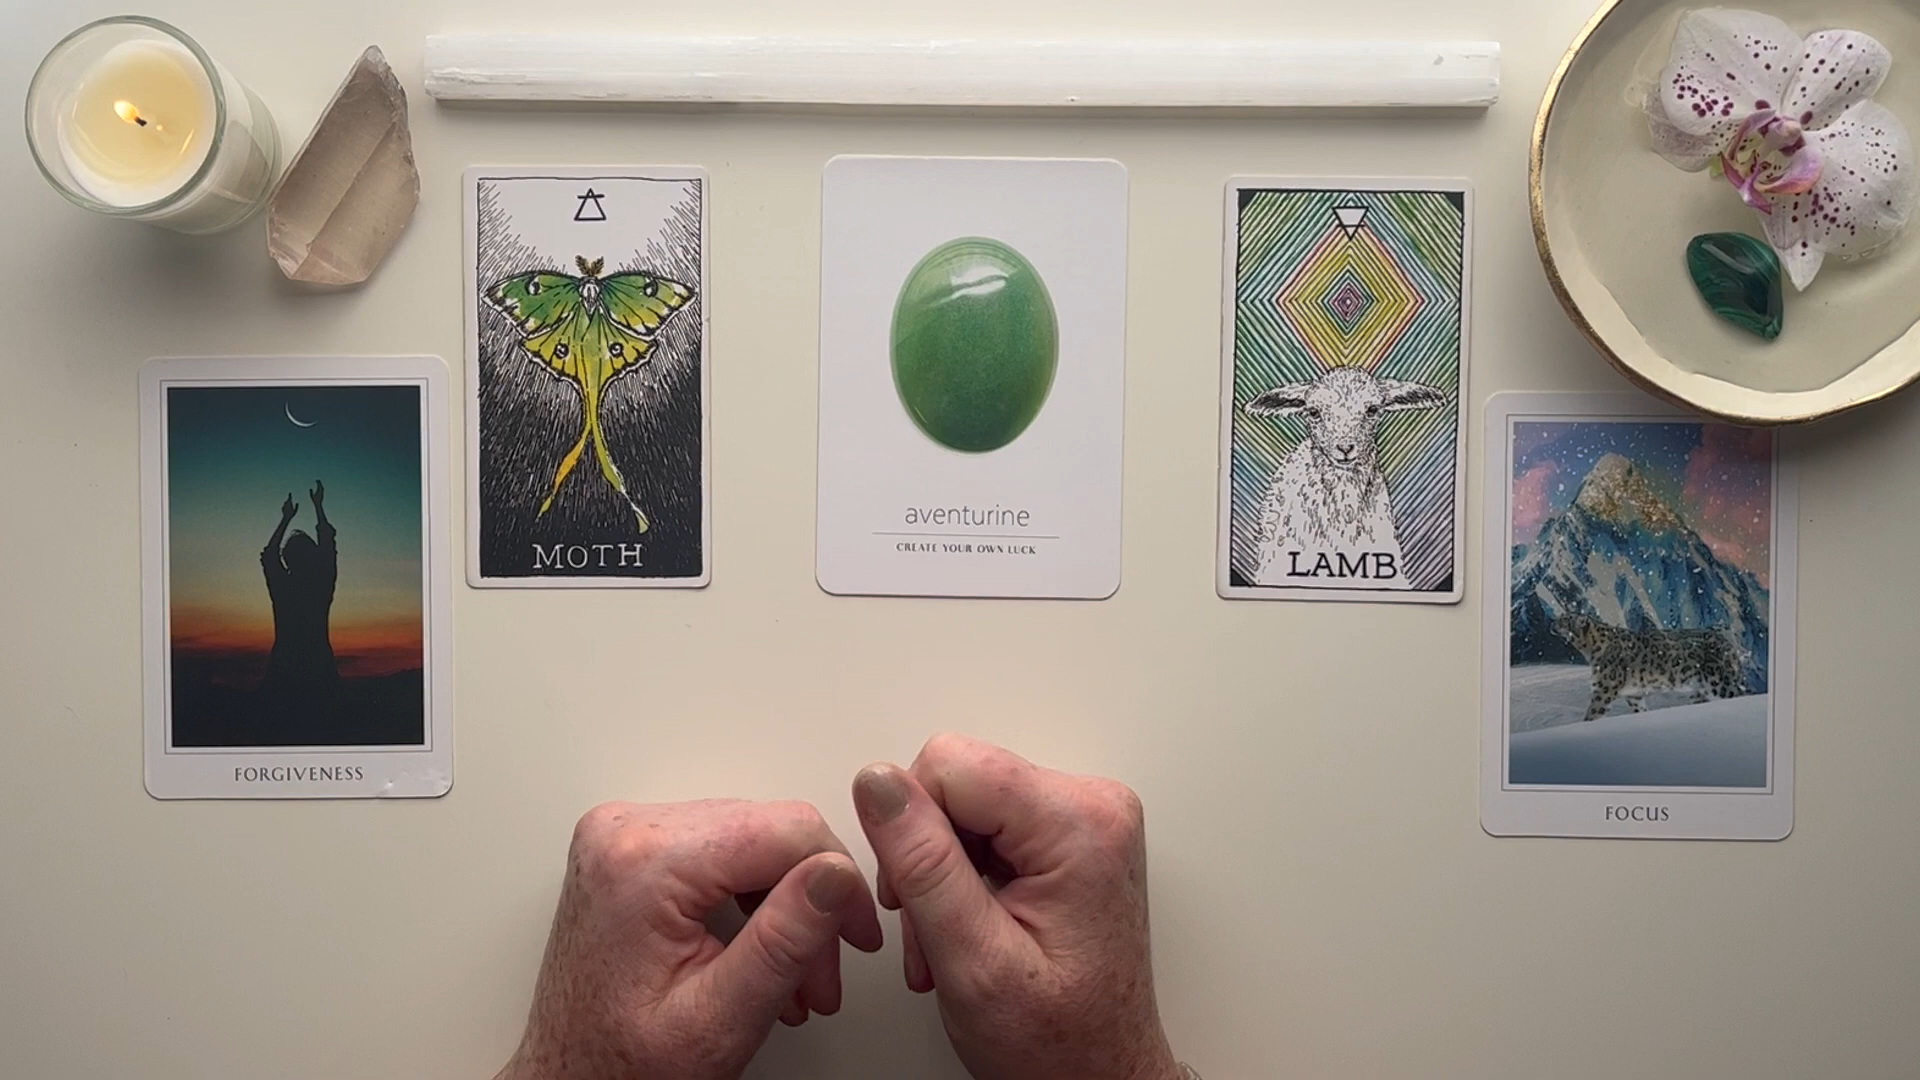 FORGIVENESS
MOTH
aventurine
CREATE YOUR OWN LUCK
LAMB
FOCUS